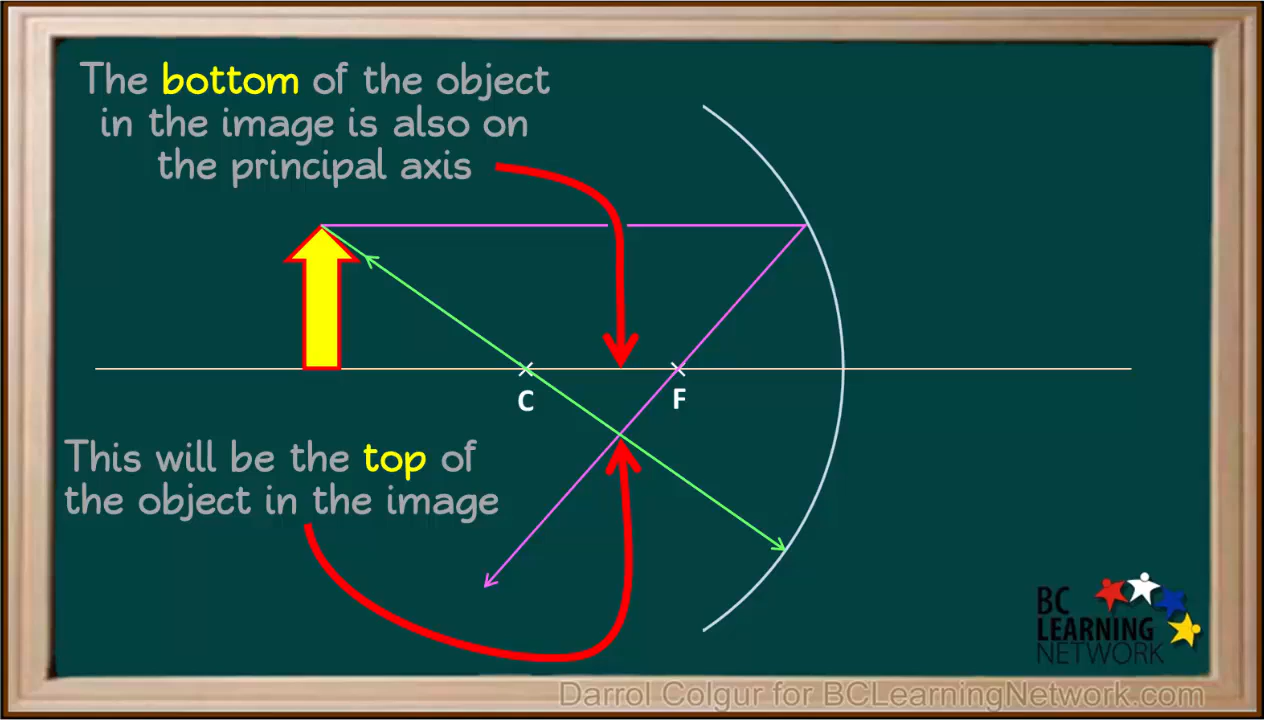 The bottom of the object
in the image is also on
the principal axis
C
F
This will be the top of
the object in the image
BC
LEARNING
NETWORK
Darrol Colgur for BCLearningNetwork.com